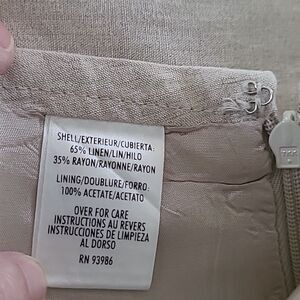 SHELL/EXTERIEUR/CUBIERTA:
65% LINEN/LIN/HILO
35% RAYON/RAYONNE/RAYON
LINING/DOUBLURE/FORRO:
100% ACETATE/ACETATO
OVER FOR CARE
INSTRUCTIONS AU REVERS
INSTRUCCIONES DE LIMPIEZA
AL DORSO
RN 93986